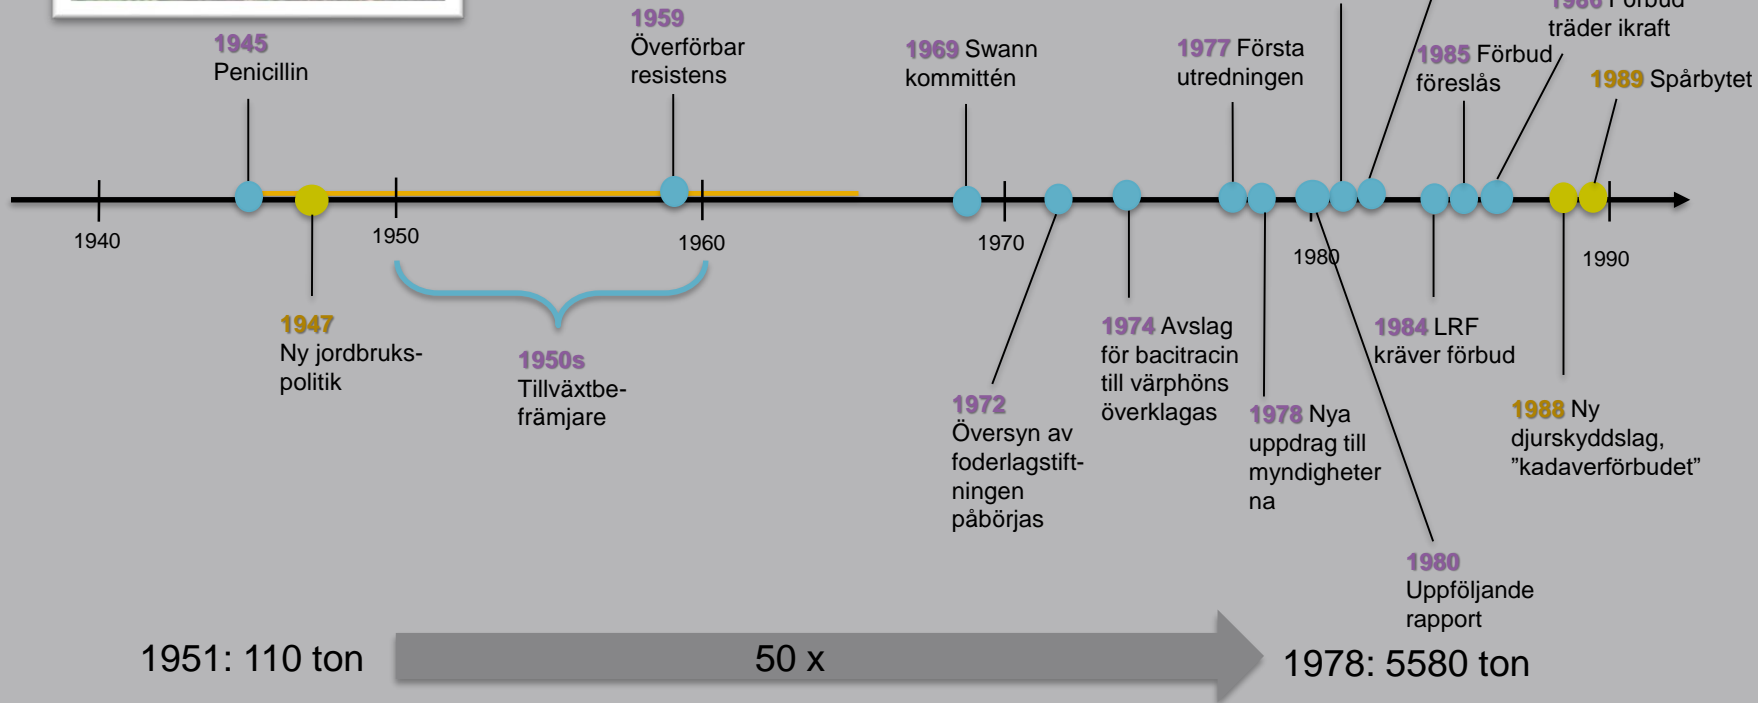 1945
Penicillin
1959
Överförbar
resistens
1969 Swann
kommittén
1977 Första
utredningen
1985 Förbud
föreslås
1986 Förbud
träder ikraft
1989 Spårbytet
1940
1950
1960
1970
1980
1990
1947
Ny jordbruks-
politik
1950s
Tillväxtbe-
främjare
1972
Översyn av
foderlagstift-
ningen
påbörjas
1974 Avslag
för bacitracin
till värphöns
överklagas
1978 Nya
uppdrag till
myndigheter
na
1984 LRF
kräver förbud
1980
Uppföljande
rapport
1988 Ny
djurskyddslag,
”kadaverförbudet”
1951: 110 ton
50 x
1978: 5580 ton